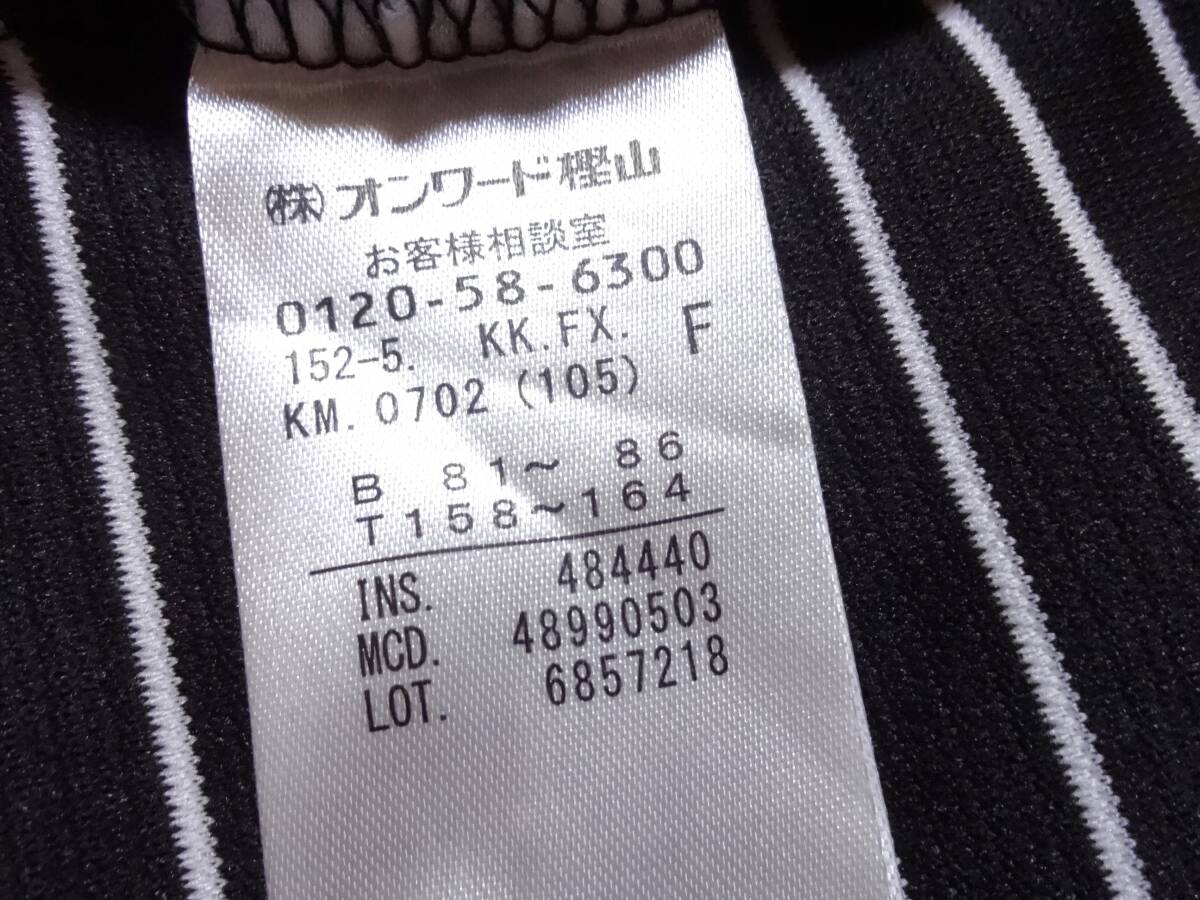 (株)オンワード樫山
お客様相談室
0120-58-6300
152-5. KK.FX. F
KM. 0702 (105)
B 81~ 86
T158~164
INS. 484440
MCD. 48990503
LOT. 6857218